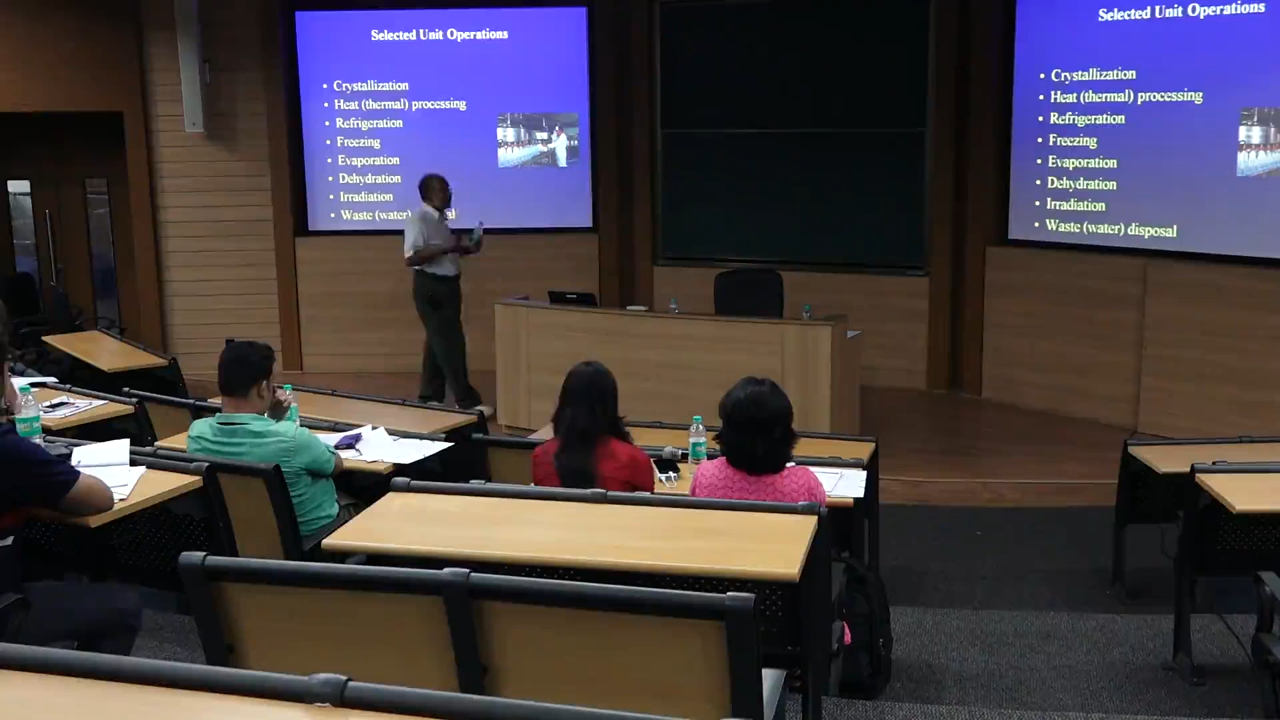 Selected Unit Operations
• Crystallization
• Heat (thermal) processing
• Refrigeration
• Freezing
• Evaporation
• Dehydration
• Irradiation
• Waste (water)
Selected Unit Operations
• Crystallization
• Heat (thermal) processing
• Refrigeration
• Freezing
• Evaporation
• Dehydration
• Irradiation
• Waste (water) disposal